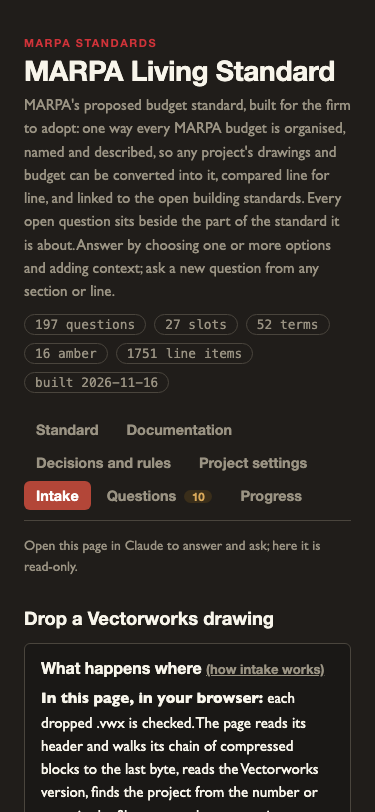 MARPA STANDARDS
MARPA Living Standard
MARPA's proposed budget standard, built for the firm
to adopt: one way every MARPA budget is organised,
named and described, so any project's drawings and
budget can be converted into it, compared line for
line, and linked to the open building standards. Every
open question sits beside the part of the standard it
is about. Answer by choosing one or more options
and adding context; ask a new question from any
section or line.
197 questions 27 slots 52 terms
16 amber 1751 line items
built 2026-11-16
Standard Documentation
Decisions and rules Project settings
Intake Questions 10 Progress
Open this page in Claude to answer and ask; here it is
read-only.
Drop a Vectorworks drawing
What happens where (how intake works)
In this page, in your browser: each
dropped .vwx is checked. The page reads its
header and walks its chain of compressed
blocks to the last byte, reads the Vectorworks
version, finds the project from the number or